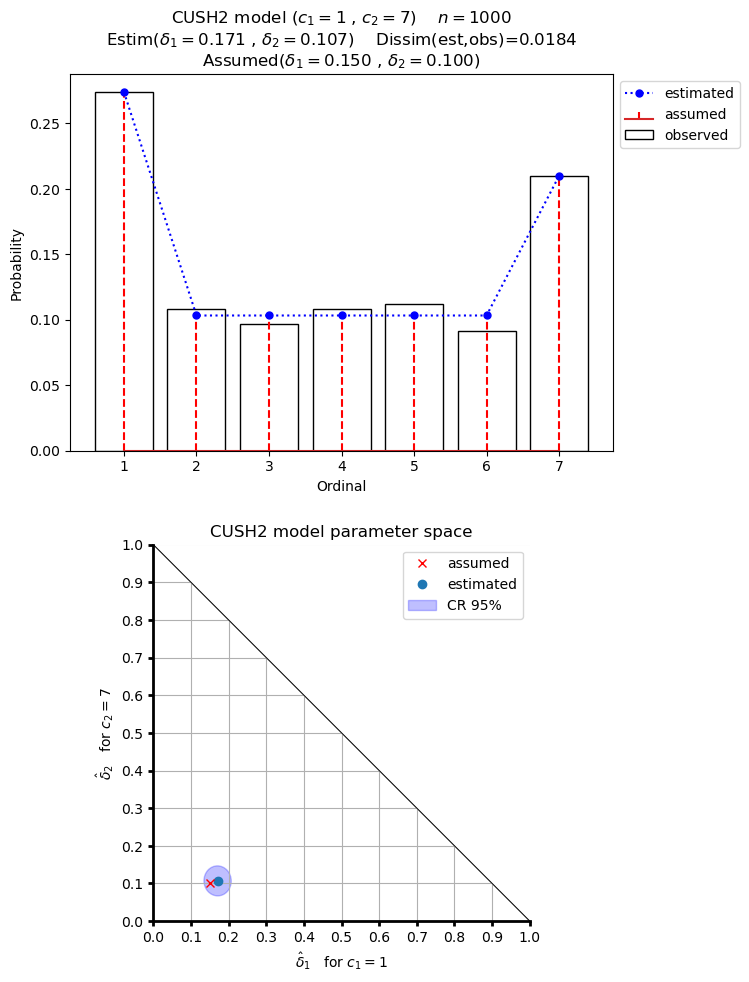 CUSH2 model (c₁ = 1 , c₂ = 7)    n = 1000
Estim(δ₁ = 0.171 , δ₂ = 0.107)    Dissim(est,obs)=0.0184
Assumed(δ₁ = 0.150 , δ₂ = 0.100)
0.25
0.20
0.15
0.10
0.05
0.00
Probability
1 2 3 4 5 6 7
Ordinal
estimated
assumed
observed
CUSH2 model parameter space
1.0
0.9
0.8
0.7
0.6
0.5
0.4
0.3
0.2
0.1
0.0
δ̂₂   for c₂ = 7
assumed
estimated
CR 95%
0.0 0.1 0.2 0.3 0.4 0.5 0.6 0.7 0.8 0.9 1.0
δ̂₁   for c₁ = 1